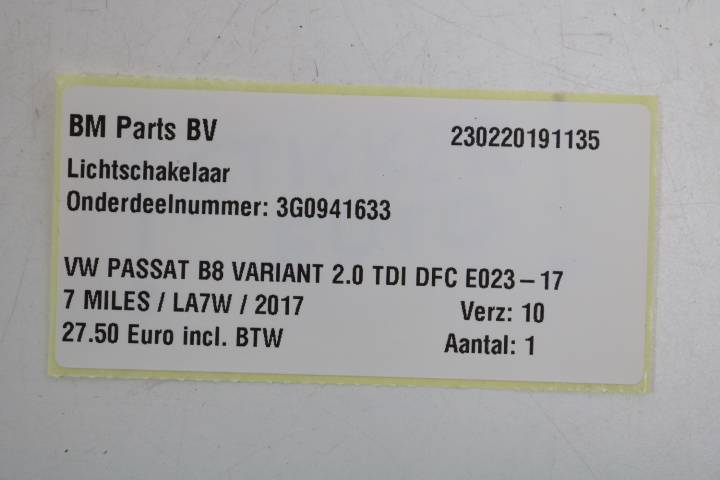 BM Parts BV 230220191135
Lichtschakelaar
Onderdeelnummer: 3G0941633
VW PASSAT B8 VARIANT 2.0 TDI DFC E023-17
7 MILES / LA7W / 2017 Verz: 10
27.50 Euro incl. BTW Aantal: 1